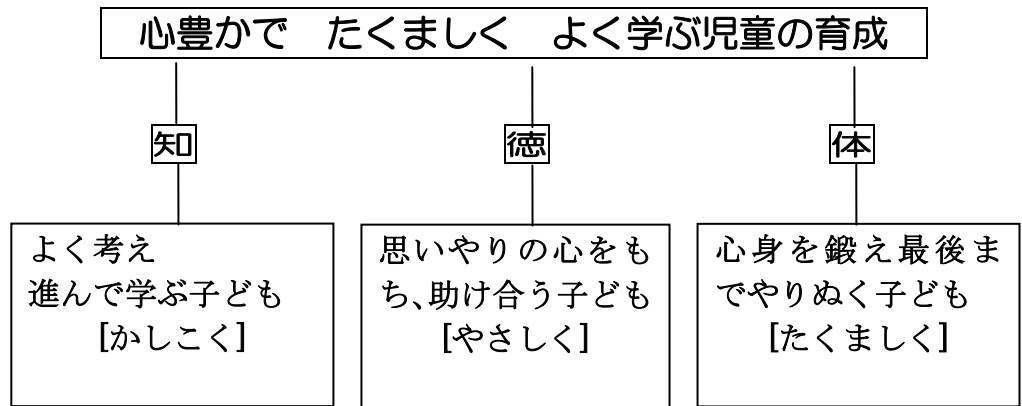 心豊かで　たくましく　よく学ぶ児童の育成
知
徳
体
よく考え
進んで学ぶ子ども
[かしこく]
思いやりの心をも
ち、助け合う子ども
[やさしく]
心身を鍛え最後ま
でやりぬく子ども
[たくましく]